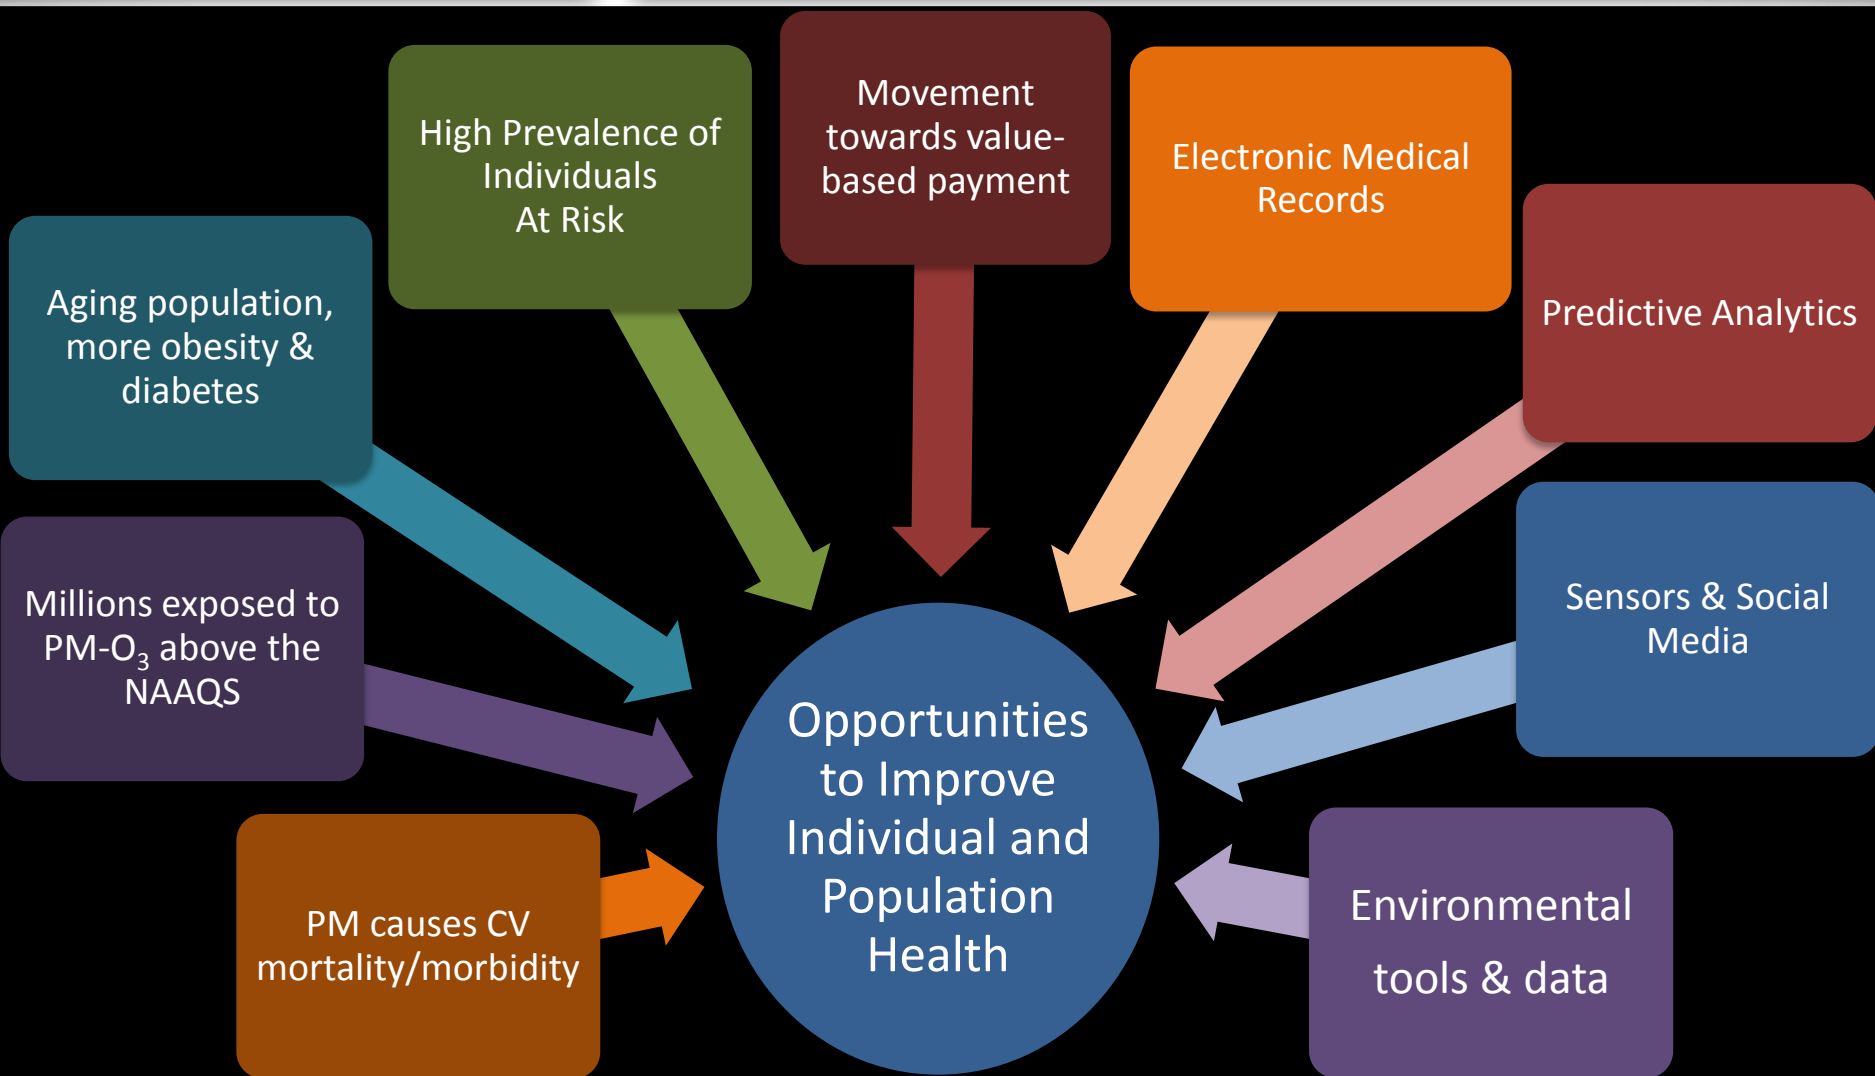 PM causes CV
mortality/morbidity
Millions exposed to
PM-O₃ above the
NAAQS
Aging population,
more obesity &
diabetes
High Prevalence of
Individuals
At Risk
Movement
towards value-
based payment
Electronic Medical
Records
Predictive Analytics
Sensors & Social
Media
Environmental
tools & data
Opportunities
to Improve
Individual and
Population
Health